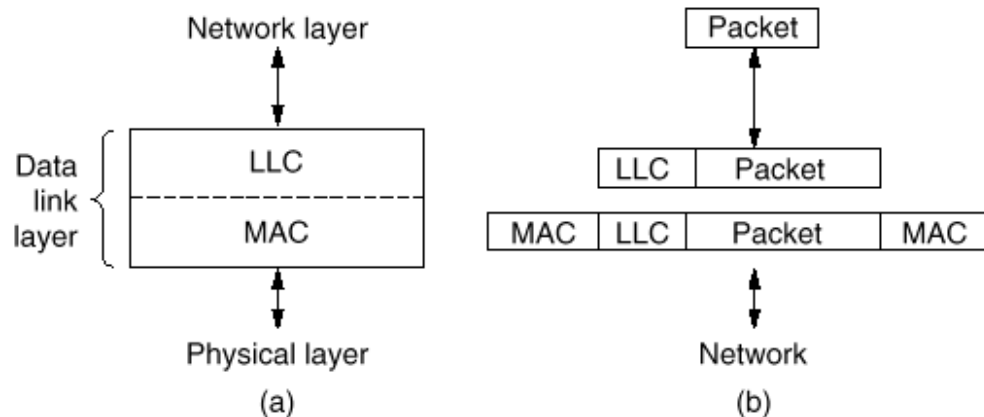 Network layer
Data
link
layer
LLC
MAC
Physical layer
(a)
Packet
LLC Packet
MAC LLC Packet MAC
Network
(b)